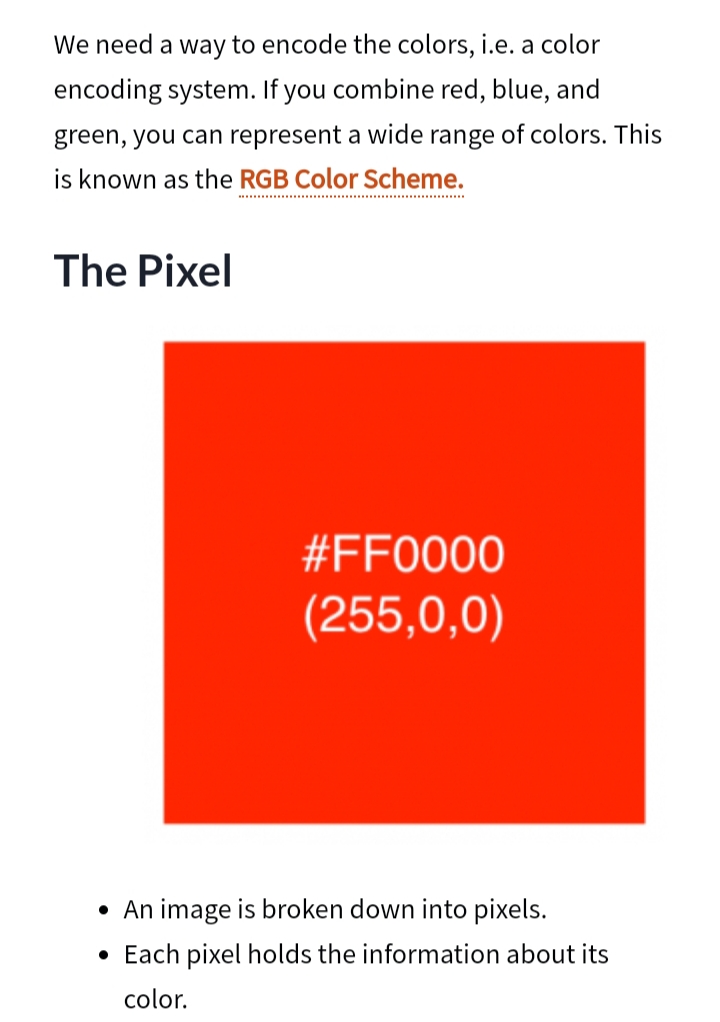 We need a way to encode the colors, i.e. a color
encoding system. If you combine red, blue, and
green, you can represent a wide range of colors. This
is known as the RGB Color Scheme.
The Pixel
#FF0000
(255,0,0)
• An image is broken down into pixels.
• Each pixel holds the information about its
color.